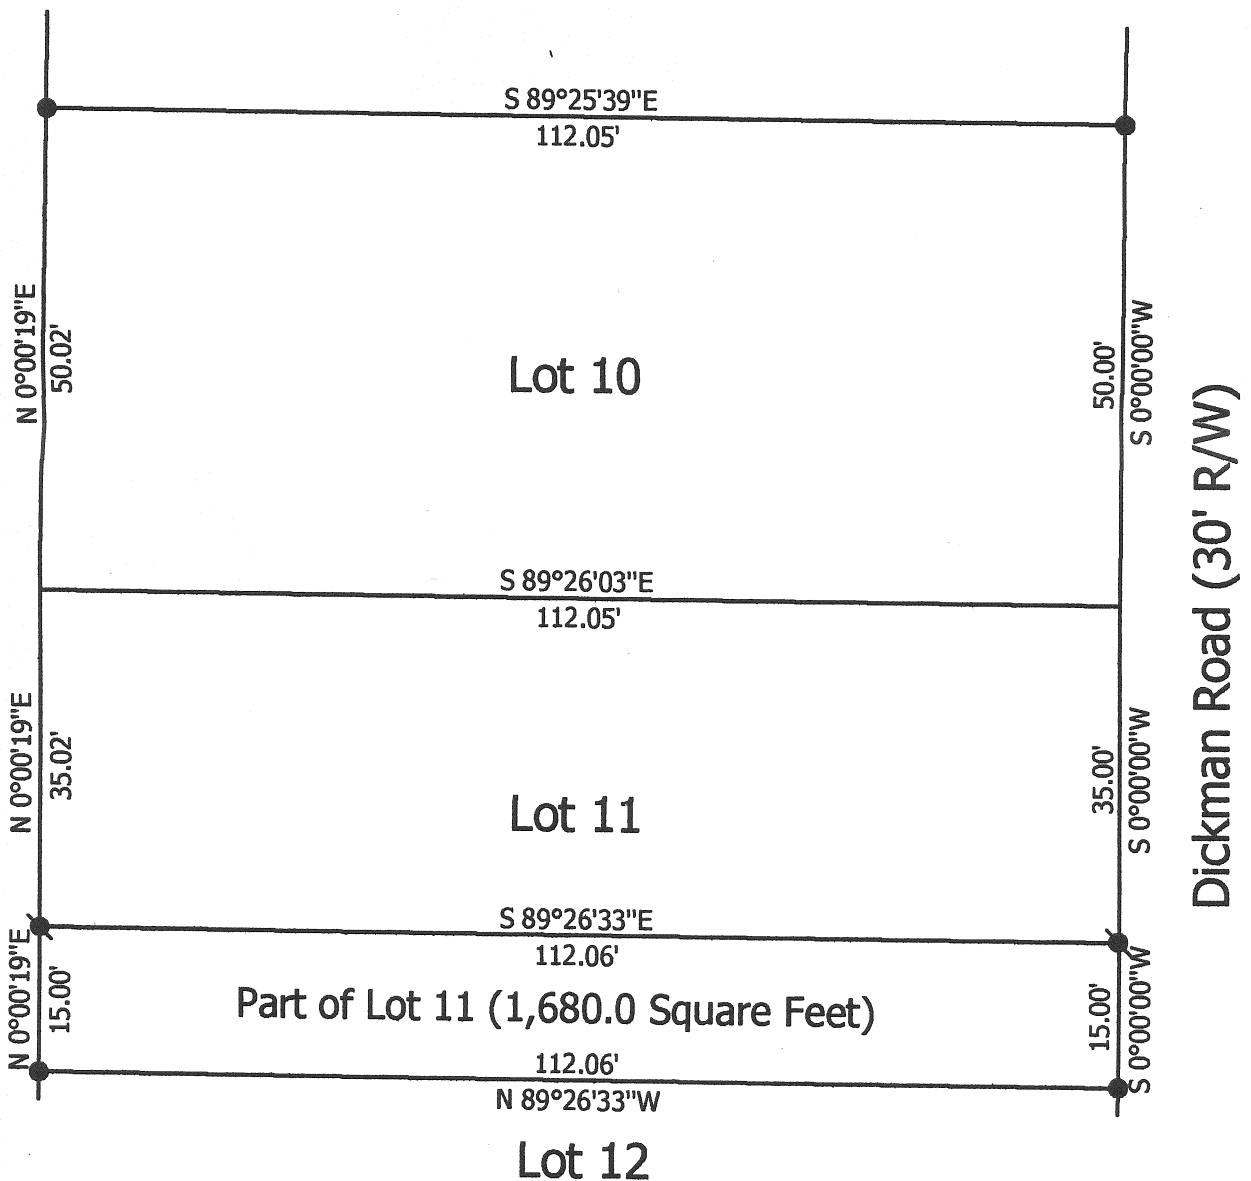 S 89°25'39"E
112.05'
N 0°00'19"E
50.02'
Lot 10
50.00'
S 0°00'00"W
Dickman Road (30' R/W)
S 89°26'03"E
112.05'
N 0°00'19"E
35.02'
Lot 11
35.00'
S 0°00'00"W
S 89°26'33"E
112.06'
N 0°00'19"E
15.00'
Part of Lot 11 (1,680.0 Square Feet)
15.00'
S 0°00'00"W
112.06'
N 89°26'33"W
Lot 12